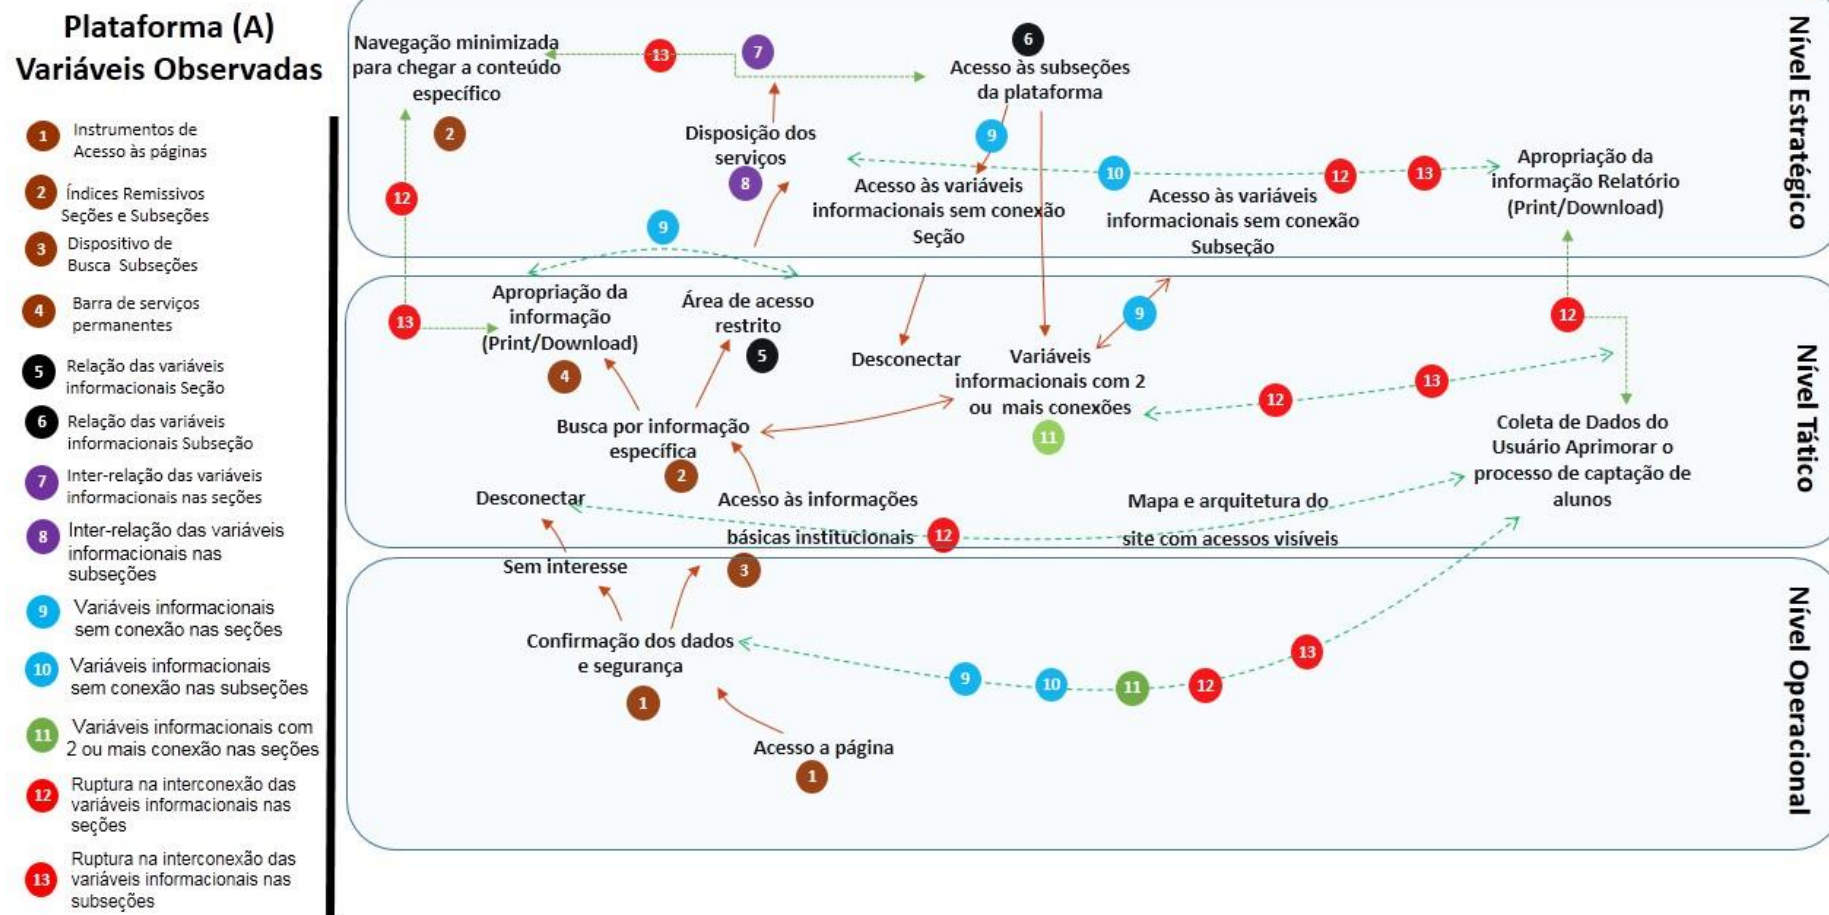 Plataforma (A)
Variáveis Observadas
1
Instrumentos de
Acesso às páginas
2
Índices Remissivos
Seções e Subseções
3
Dispositivo de
Busca Subseções
4
Barra de serviços
permanentes
5
Relação das variáveis
informacionais Seção
6
Relação das variáveis
informacionais Subseção
7
Inter-relação das variáveis
informacionais nas seções
8
Inter-relação das variáveis
informacionais nas
subseções
9
Variáveis informacionais
sem conexão nas seções
10
Variáveis informacionais
sem conexão nas subseções
11
Variáveis informacionais com
2 ou mais conexão nas seções
12
Ruptura na interconexão das
variáveis informacionais nas
seções
13
Ruptura na interconexão das
variáveis informacionais nas
subseções
Nível Estratégico
Navegação minimizada
para chegar a conteúdo
específico
2
13
7
6
Acesso às subseções
da plataforma
Disposição dos
serviços
8
9
10
12
13
Apropriação da
informação Relatório
(Print/Download)
Acesso às variáveis
informacionais sem conexão
Seção
Acesso às variáveis
informacionais sem conexão
Subseção
12
9
Nível Tático
13
Apropriação da
informação
(Print/Download)
4
Área de acesso
restrito
5
Desconectar
Variáveis
informacionais com 2
ou mais conexões
11
9
12
12
13
Busca por informação
específica
2
Coleta de Dados do
Usuário Aprimorar o
processo de captação de
alunos
Desconectar
Acesso às informações
básicas institucionais
12
Mapa e arquitetura do
site com acessos visíveis
Nível Operacional
Sem interesse
3
Confirmação dos dados
e segurança
1
9
10
11
12
13
Acesso a página
1